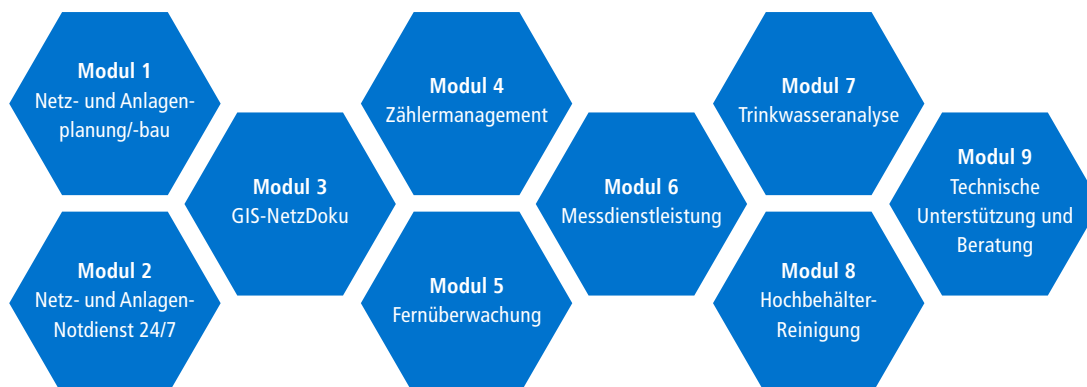 Modul 1
Netz- und Anlagen-
planung/-bau
Modul 2
Netz- und Anlagen-
Notdienst 24/7
Modul 3
GIS-NetzDoku
Modul 4
Zählermanagement
Modul 5
Fernüberwachung
Modul 6
Messdienstleistung
Modul 7
Trinkwasseranalyse
Modul 8
Hochbehälter-
Reinigung
Modul 9
Technische
Unterstützung und
Beratung